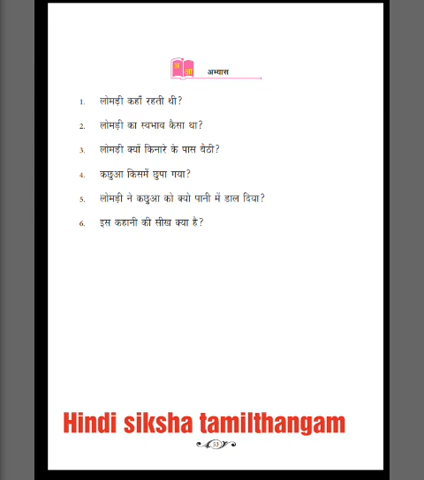 अ
आ
अभ्यास
1. लोमड़ी कहाँ रहती थी?
2. लोमड़ी का स्वभाव कैसा था?
3. लोमड़ी क्यों किनारे के पास बैठी?
4. कछुआ किसमें छुपा गया?
5. लोमड़ी ने कछुआ को क्यो पानी में डाल दिया?
6. इस कहानी की सीख क्या है?
Hindi siksha tamilthangam
53